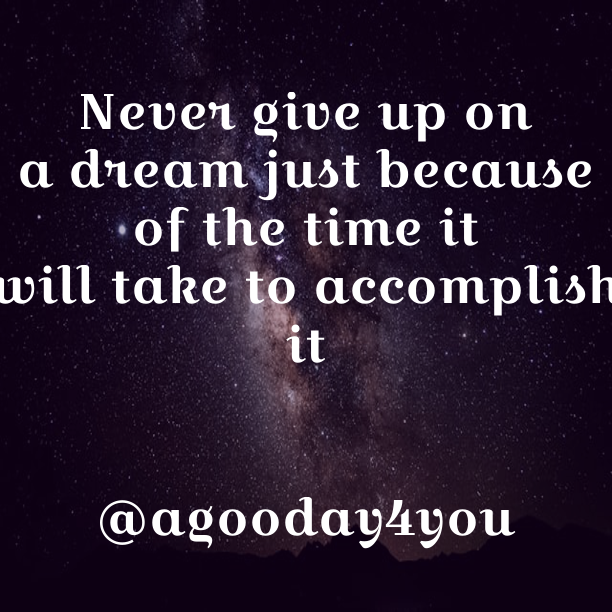 Never give up on
a dream just because
of the time it
will take to accomplish
it
@agooday4you